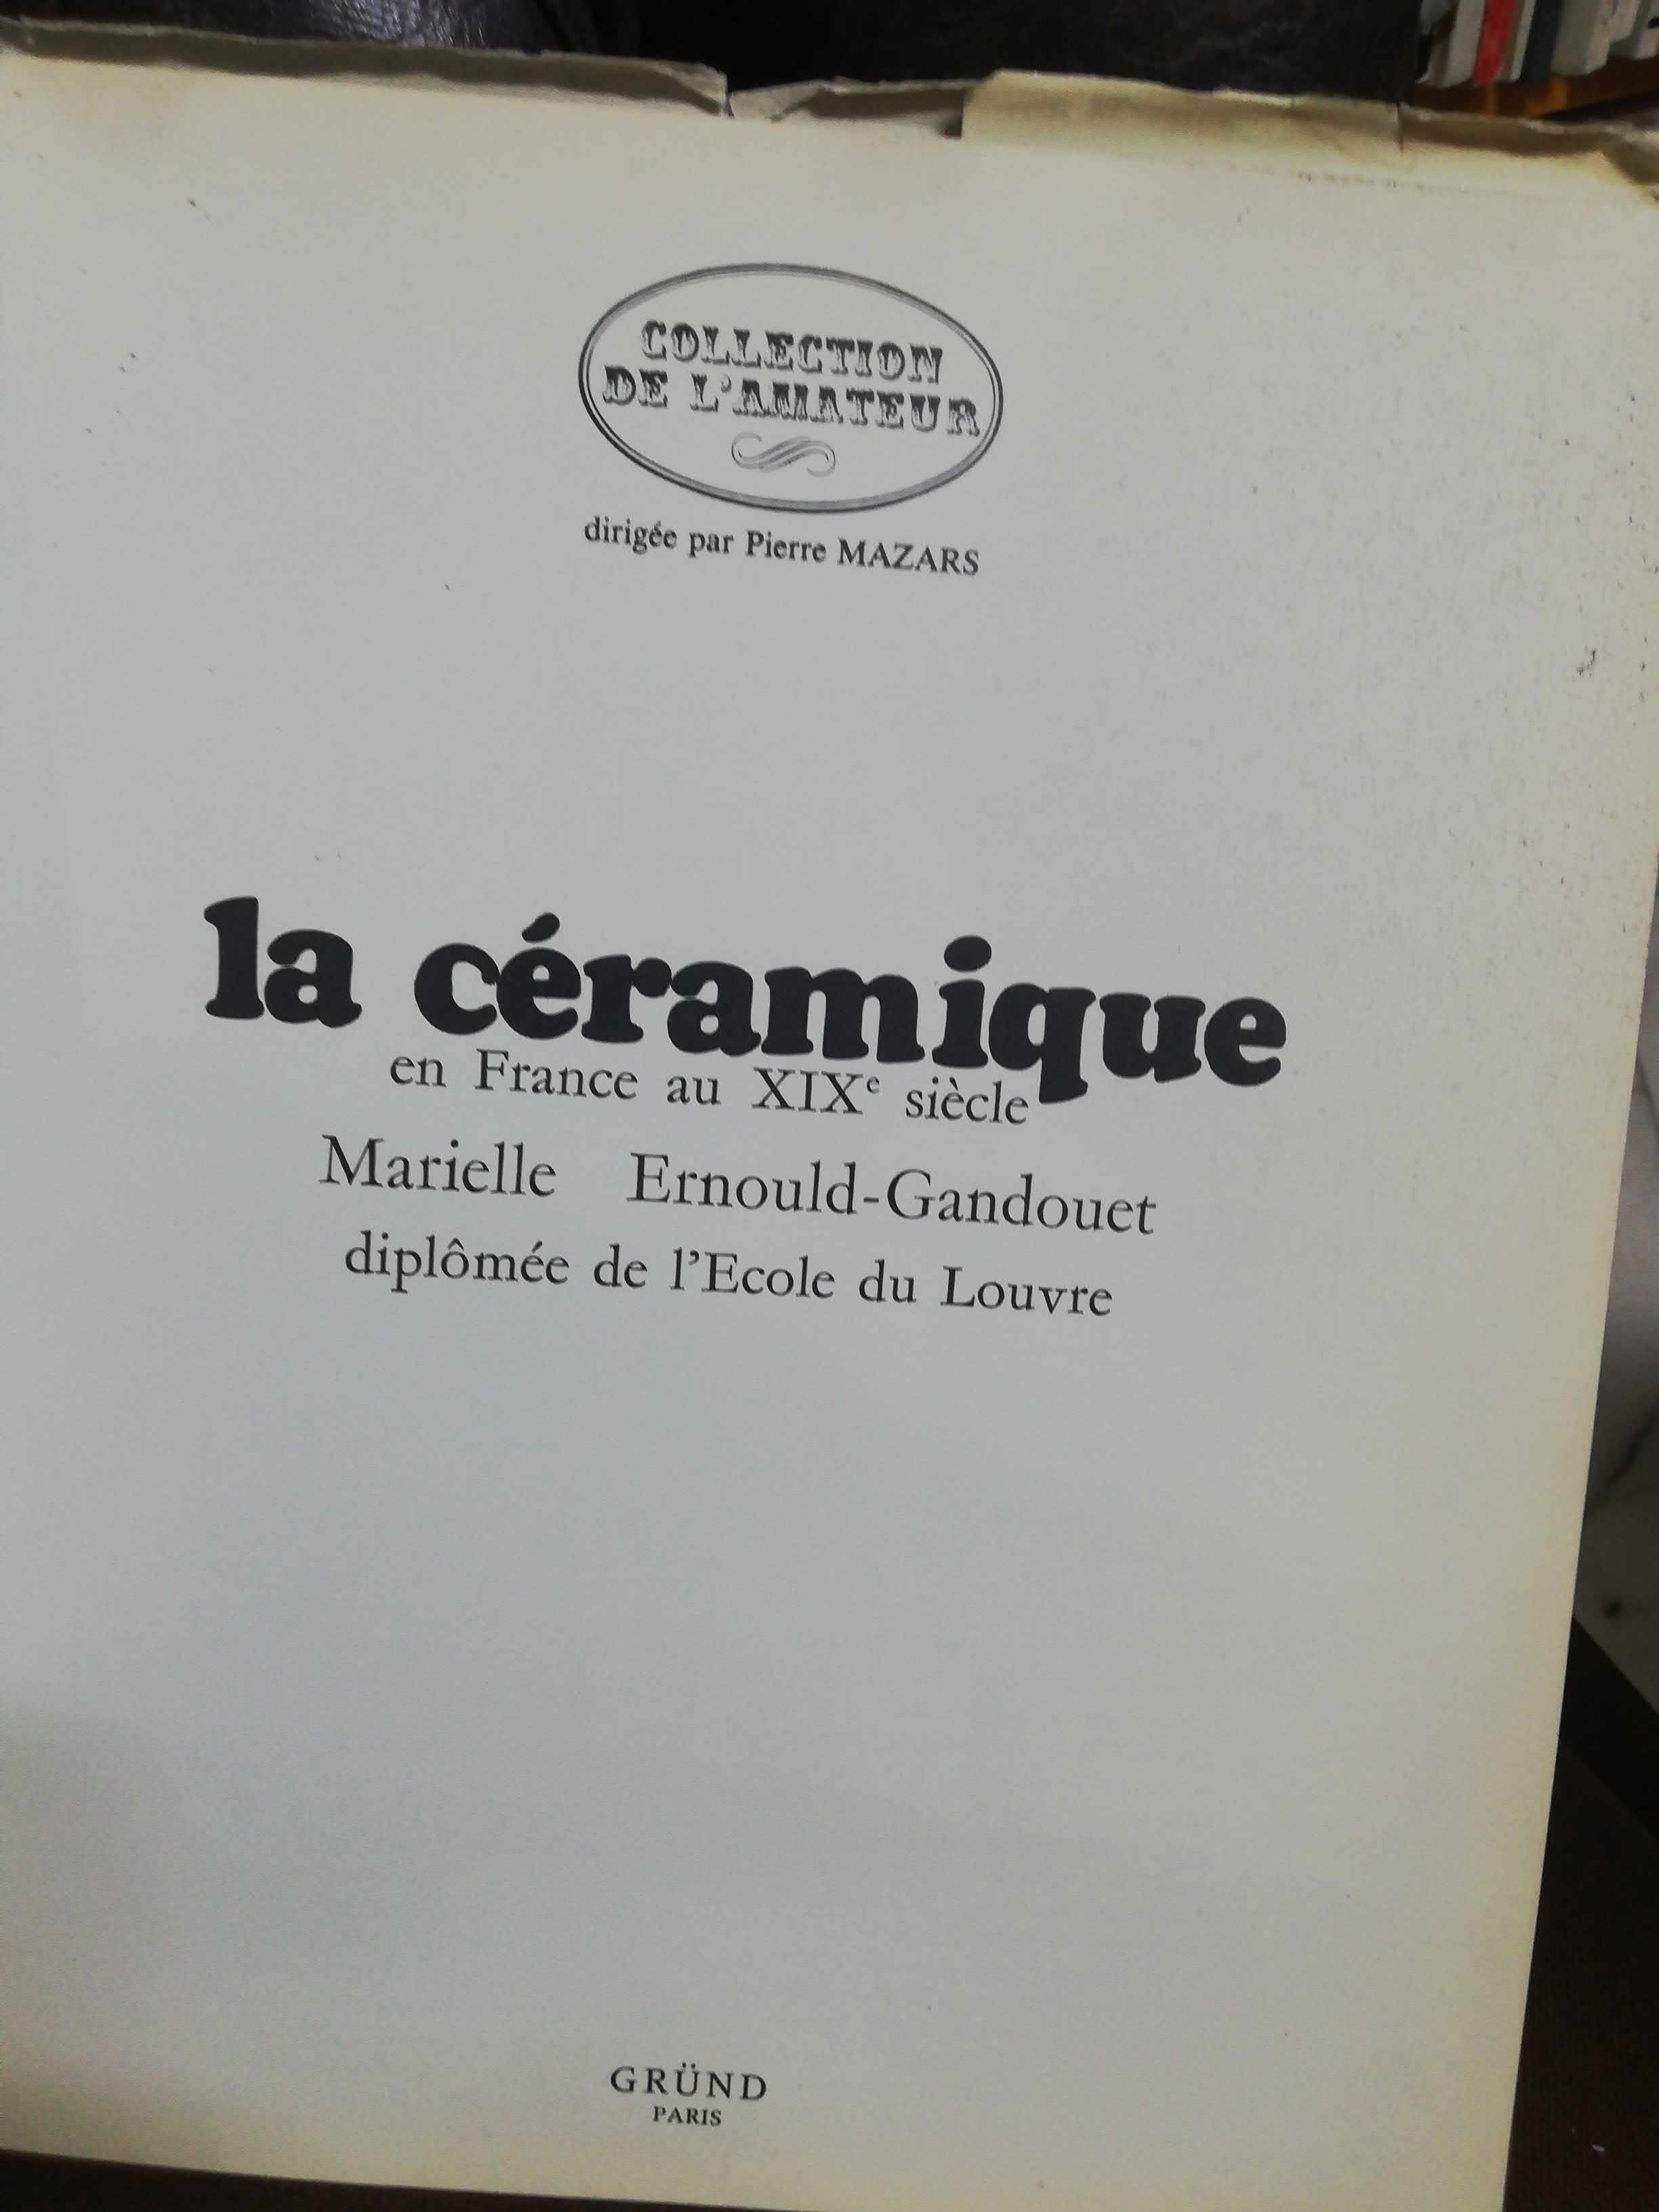 COLLECTION
DE L'AMATEUR
dirigée par Pierre MAZARS
la céramique
en France au XIXe siècle
Marielle Ernould-Gandouet
diplômée de l'Ecole du Louvre
GRÜND
PARIS